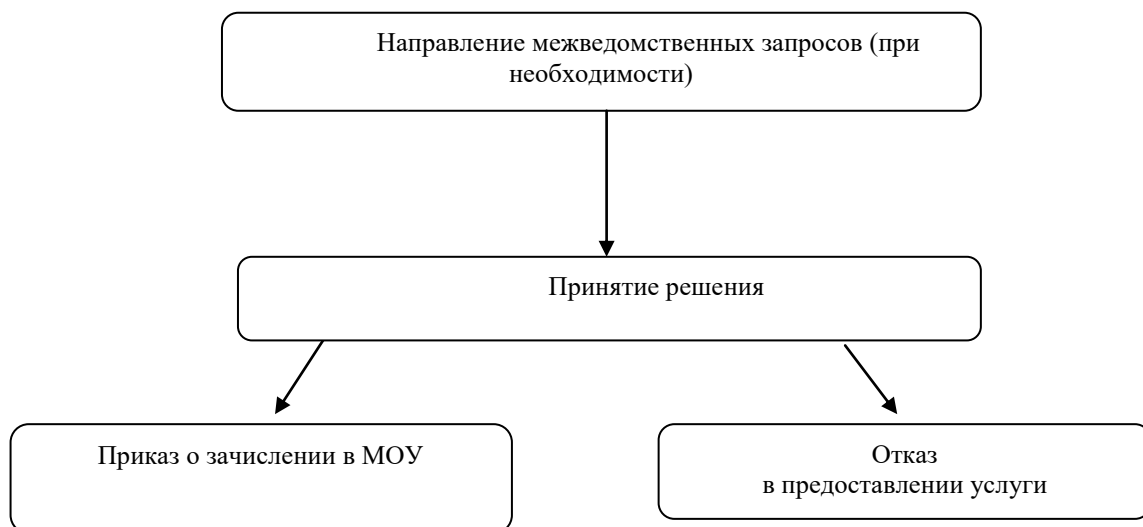 Направление межведомственных запросов (при
необходимости)
Принятие решения
Приказ о зачислении в МОУ
Отказ
в предоставлении услуги